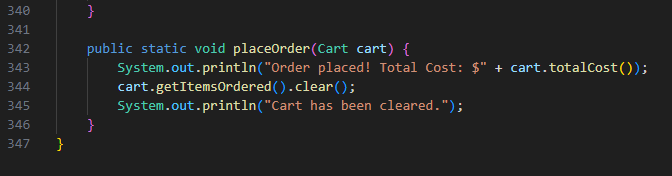 340 }
341
342 public static void placeOrder(Cart cart) {
343 System.out.println("Order placed! Total Cost: $" + cart.totalCost());
344 cart.getItemsOrdered().clear();
345 System.out.println("Cart has been cleared.");
346 }
347 }